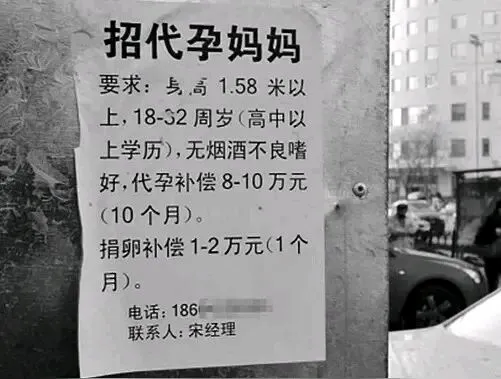 招代孕妈妈
要求：身高 1.58 米以
上，18-32 周岁（高中以
上学历），无烟酒不良嗜
好，代孕补偿 8-10 万元
（10 个月）。
捐卵补偿 1-2 万元（1 个
月）。
电话：186
联系人：宋经理